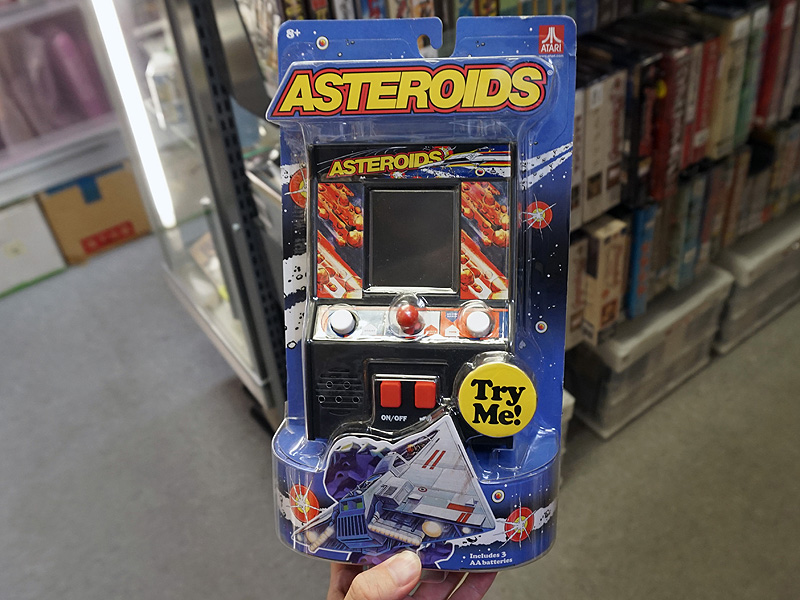 8+
ATARI
ASTEROIDS
ASTEROIDS
Try
Me!
ON/OFF
Includes 3
AA batteries